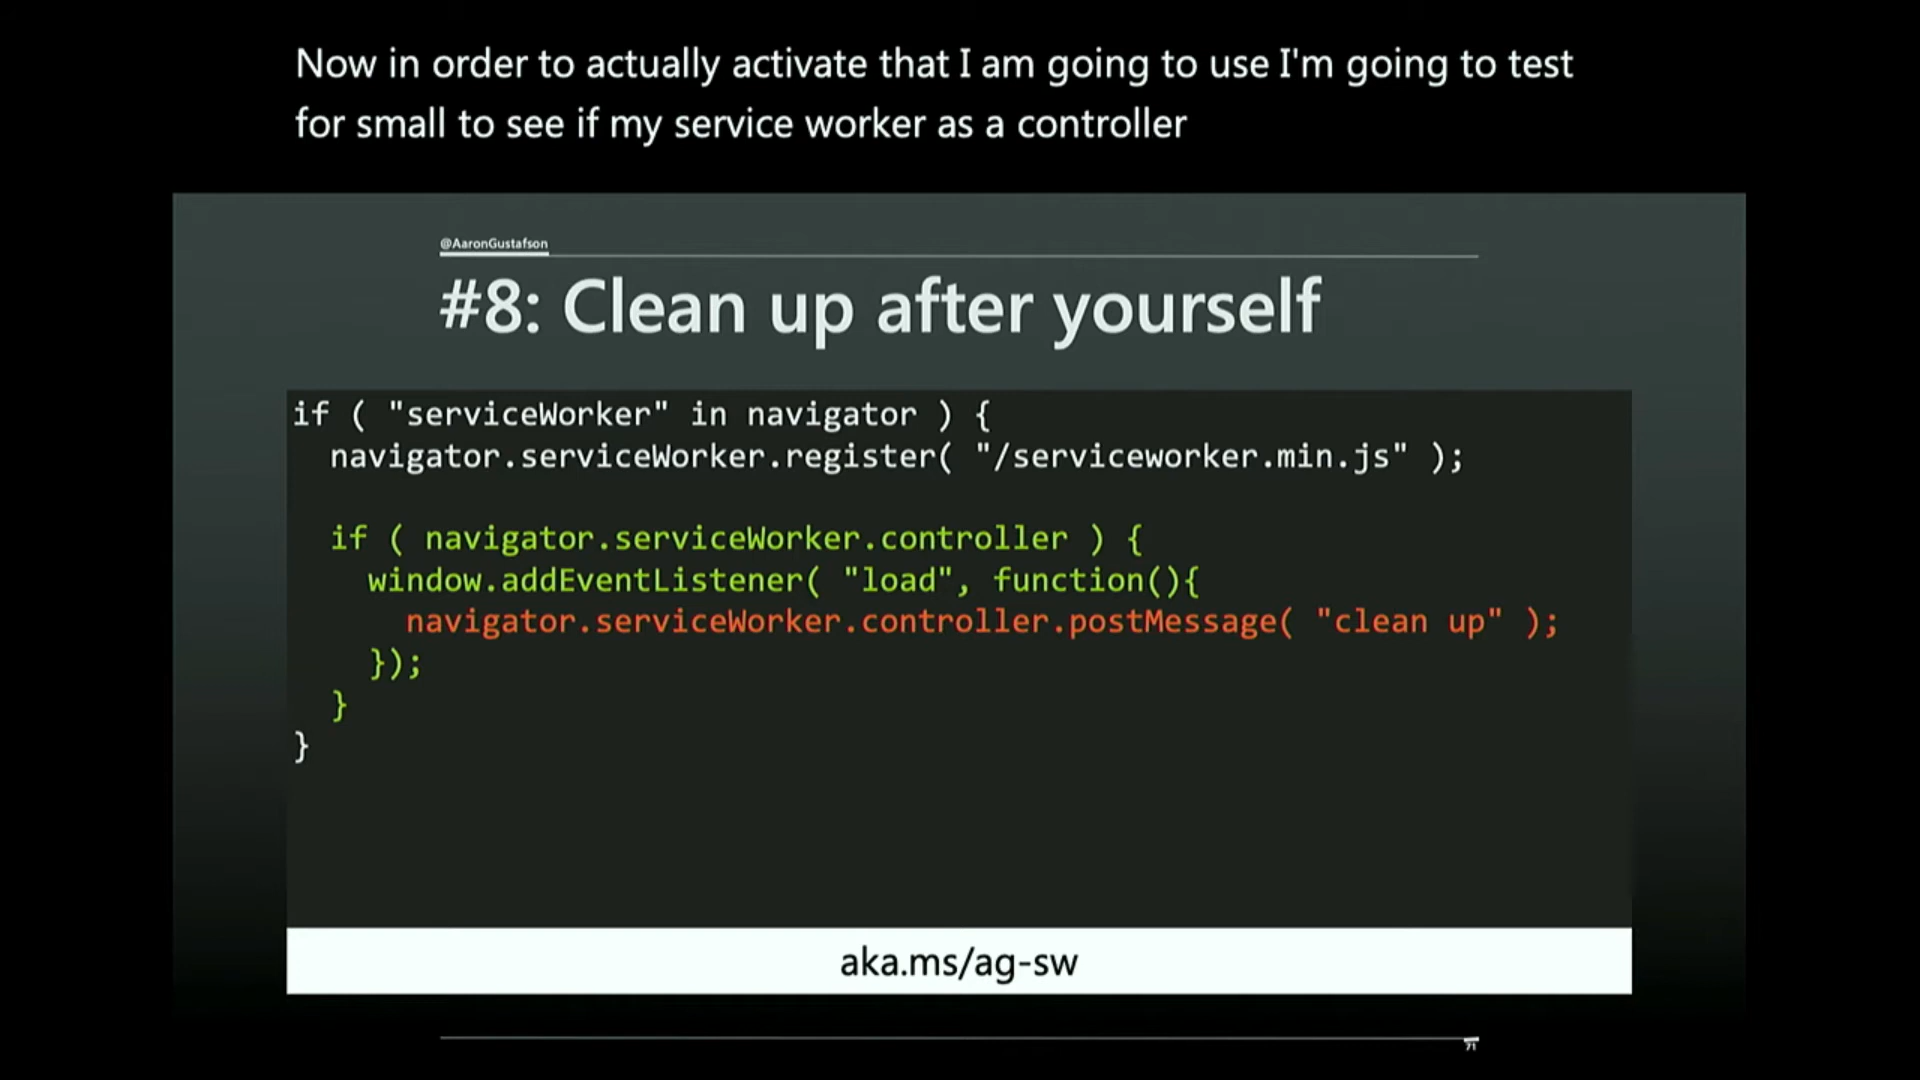 Now in order to actually activate that I am going to use I'm going to test
for small to see if my service worker as a controller
@AaronGustafson
#8: Clean up after yourself
if ( "serviceWorker" in navigator ) {
navigator.serviceWorker.register( "/serviceworker.min.js" );
if ( navigator.serviceWorker.controller ) {
window.addEventListener( "load", function(){
navigator.serviceWorker.controller.postMessage( "clean up" );
});
}
}
aka.ms/ag-sw
71